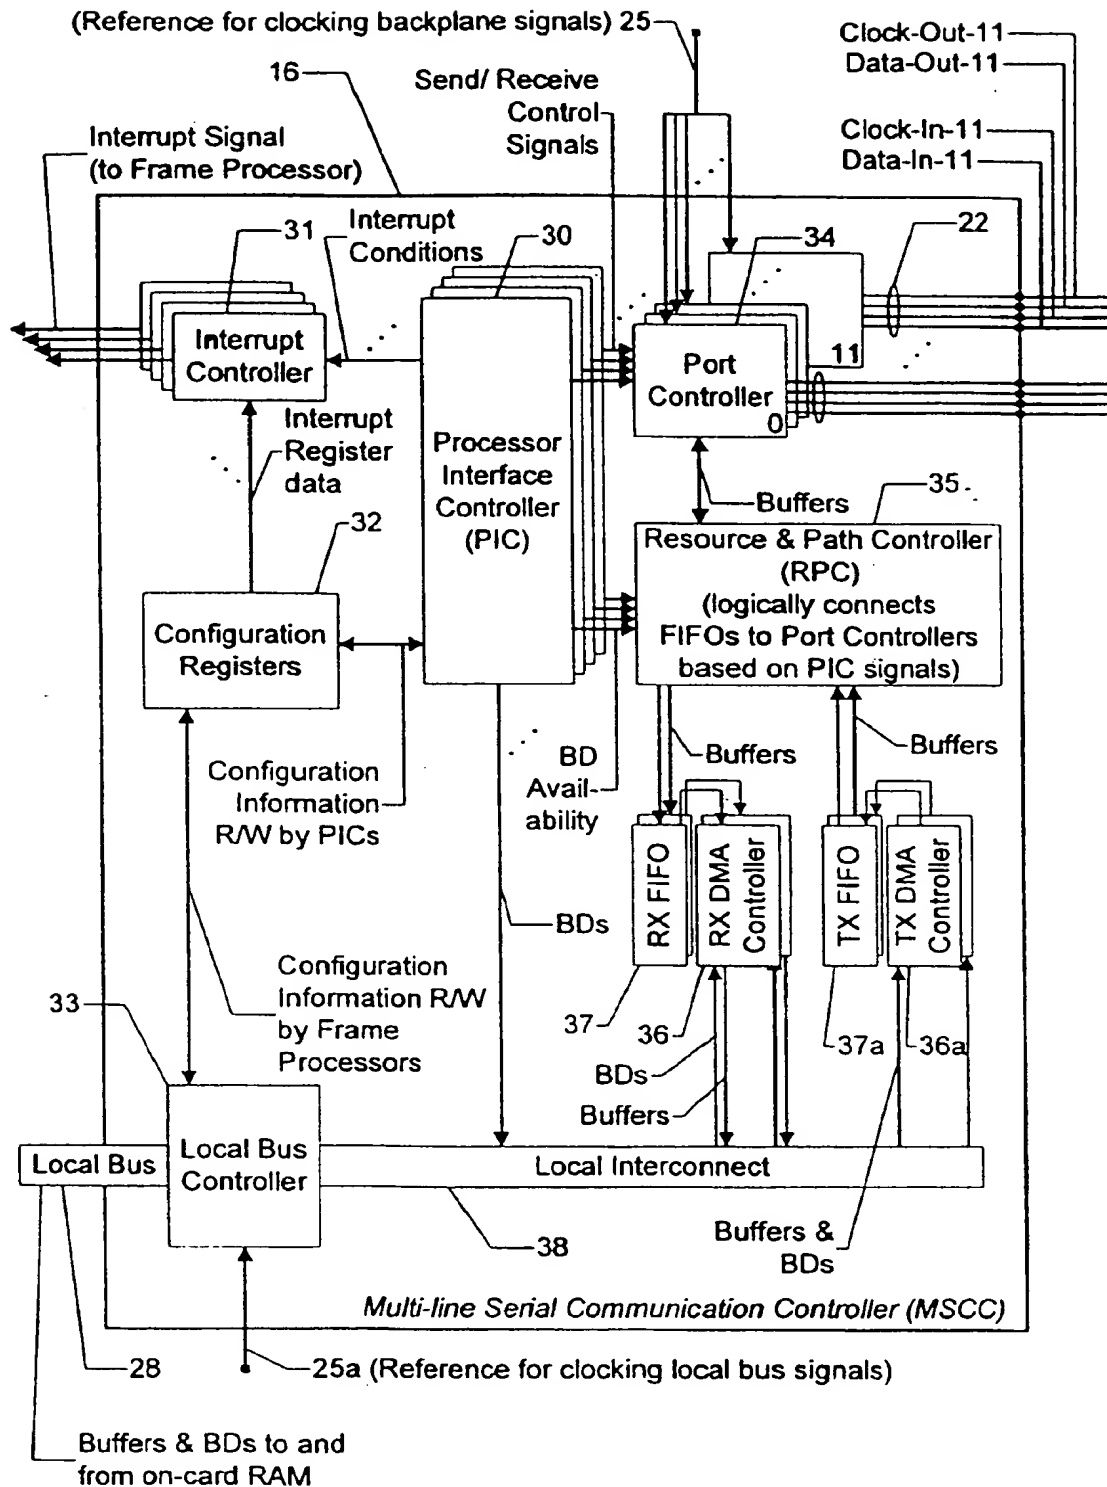 (Reference for clocking backplane signals) 25
Clock-Out-11
Data-Out-11
16
Send/ Receive
Control
Signals
Interrupt Signal
(to Frame Processor)
Clock-In-11
Data-In-11
31
Interrupt
Conditions
30
34
22
Interrupt
Controller
Port
Controller
11
0
Interrupt
Register
data
Processor
Interface
Controller
(PIC)
Buffers
35
32
Resource & Path Controller
(RPC)
(logically connects
FIFOs to Port Controllers
based on PIC signals)
Configuration
Registers
Buffers
Buffers
Configuration
Information
R/W by PICs
BD
Avail-
ability
RX FIFO
RX DMA
Controller
TX FIFO
TX DMA
Controller
BDs
Configuration
Information R/W
by Frame
Processors
33
37
36
37a
36a
BDs
Buffers
Local Bus
Local Bus
Controller
Local Interconnect
38
Buffers &
BDs
Multi-line Serial Communication Controller (MSCC)
28
25a (Reference for clocking local bus signals)
Buffers & BDs to and
from on-card RAM